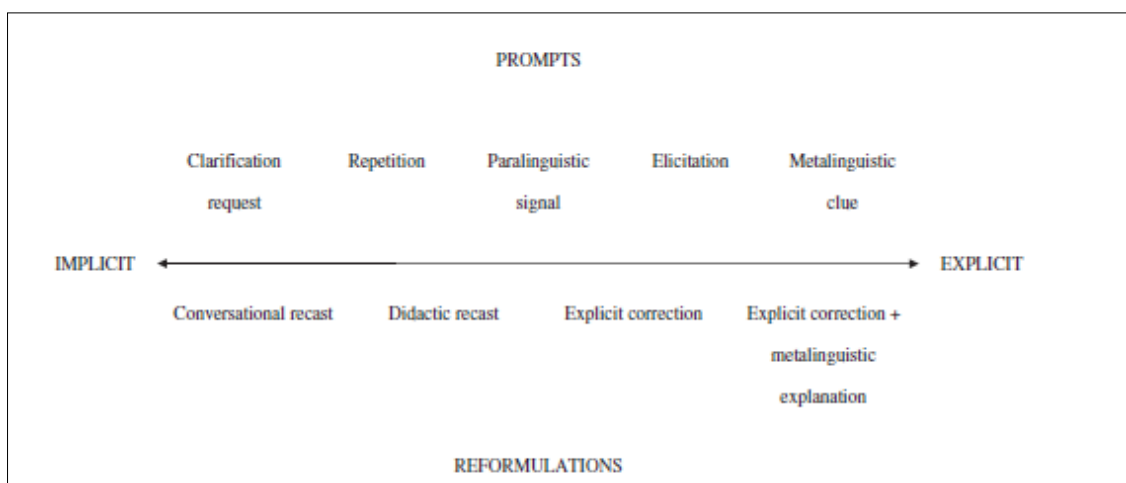 PROMPTS
Clarification Repetition Paralinguistic Elicitation Metalinguistic
request signal clue
IMPLICIT EXPLICIT
Conversational recast Didactic recast Explicit correction Explicit correction +
metalinguistic
explanation
REFORMULATIONS